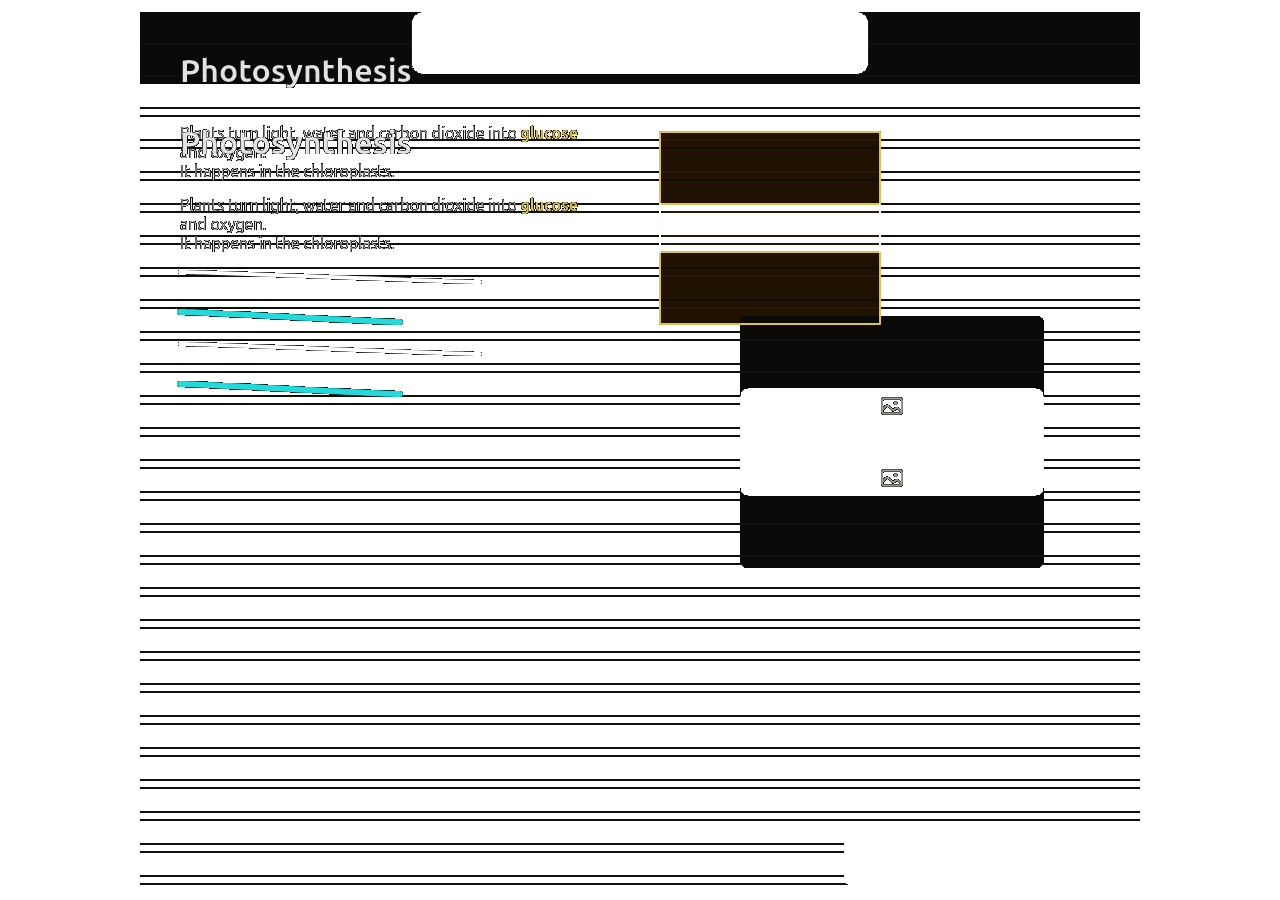 Photosynthesis
Plants turn light, water and carbon dioxide into glucose
Photosynthesis
and oxygen.
It happens in the chloroplasts.
Plants turn light, water and carbon dioxide into glucose
and oxygen.
It happens in the chloroplasts.